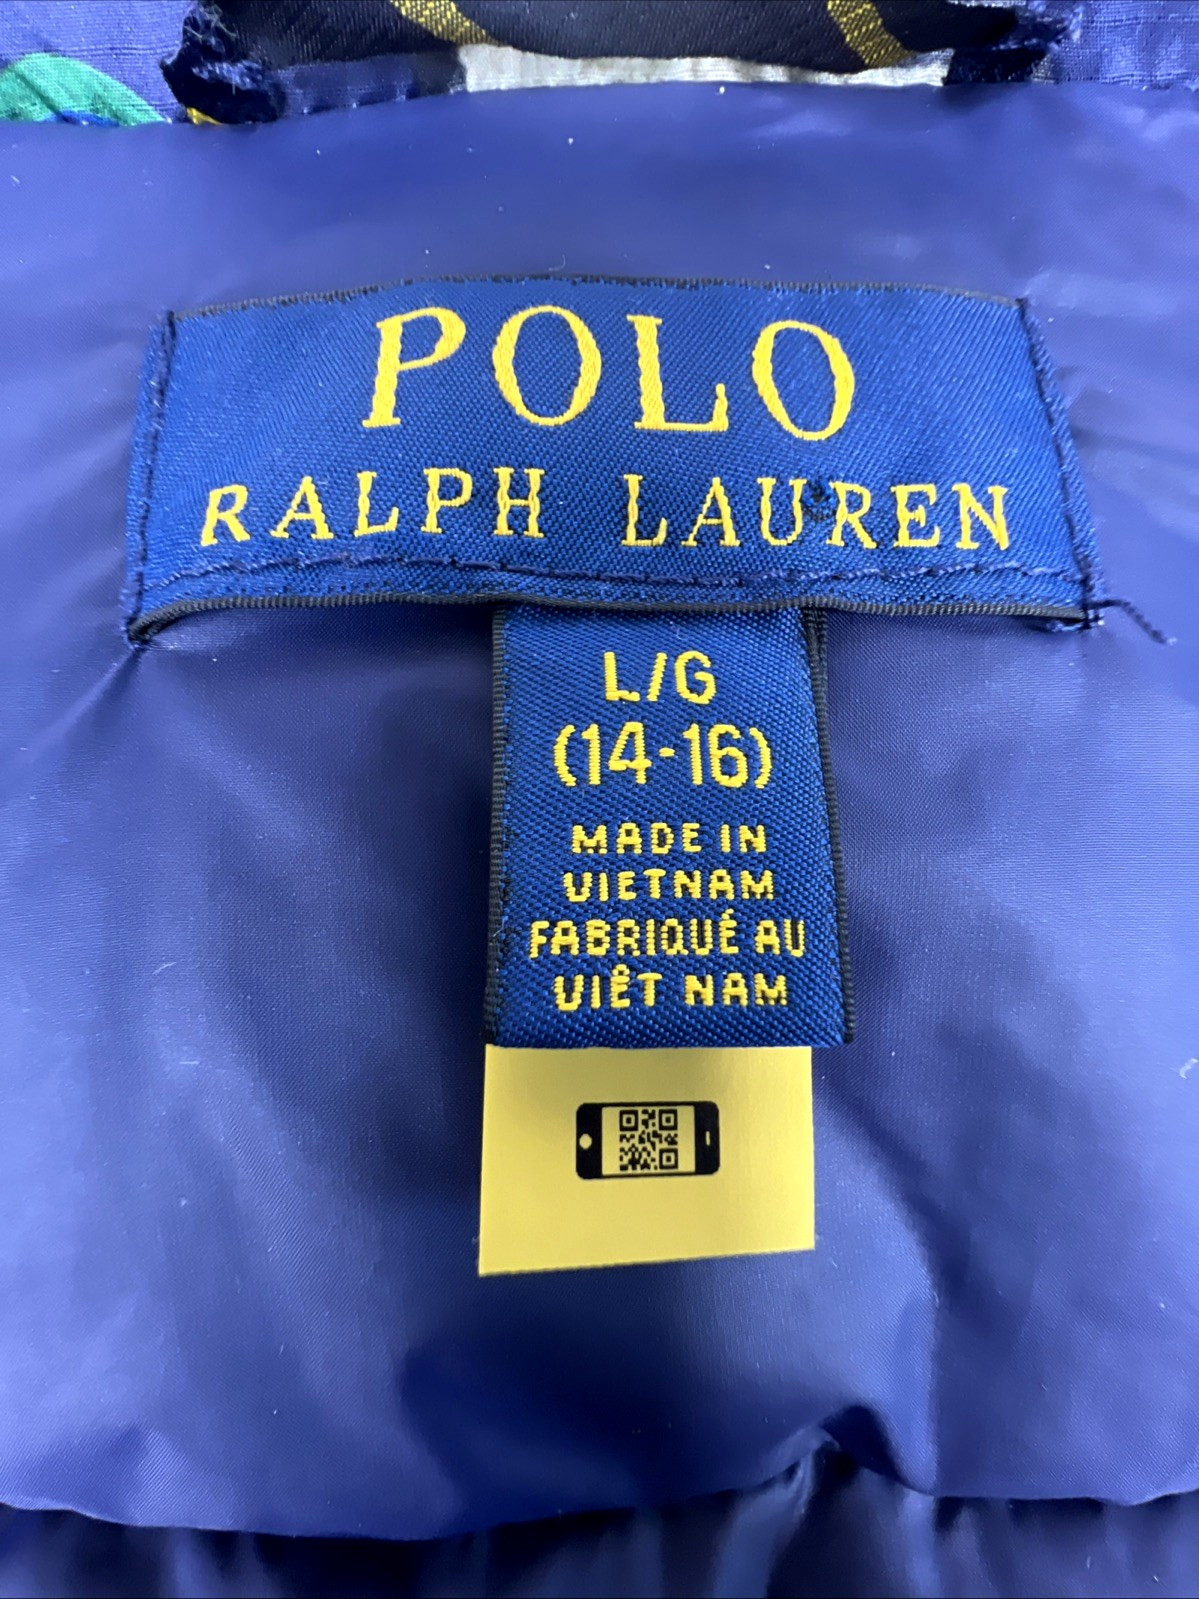 POLO
RALPH LAUREN
L/G
(14-16)
MADE IN
VIETNAM
FABRIQUÉ AU
VIÊT NAM